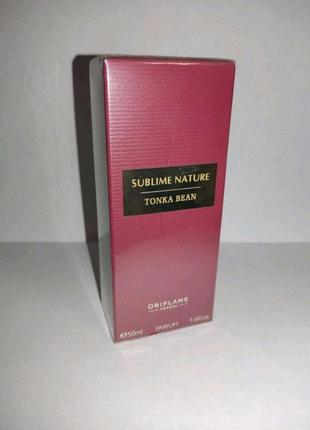 SUBLIME NATURE
TONKA BEAN
ORIFLAME
SWEDEN
℮50ml PARFUM 1.6fl.oz.